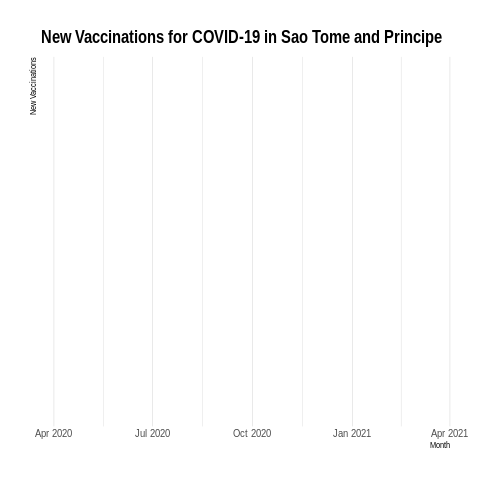 New Vaccinations for COVID-19 in Sao Tome and Principe
New Vaccinations
Apr 2020 Jul 2020 Oct 2020 Jan 2021 Apr 2021
Month